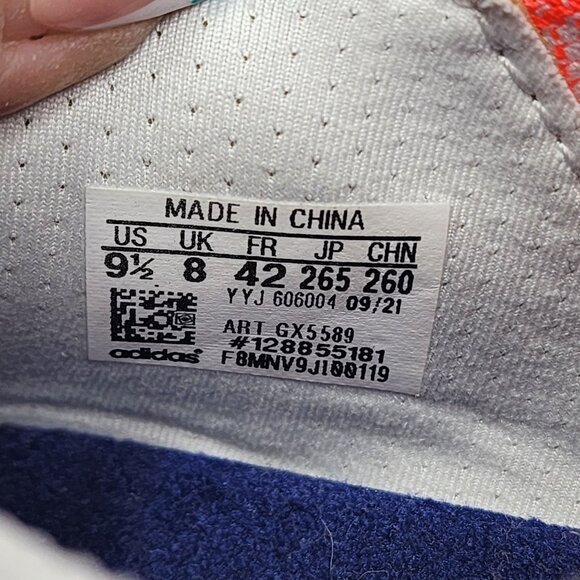 MADE IN CHINA
US UK FR JP CHN
9½ 8 42 265 260
YYJ 606004 09/21
ART GX5589
#128855181
adidas F8MNV9J100119